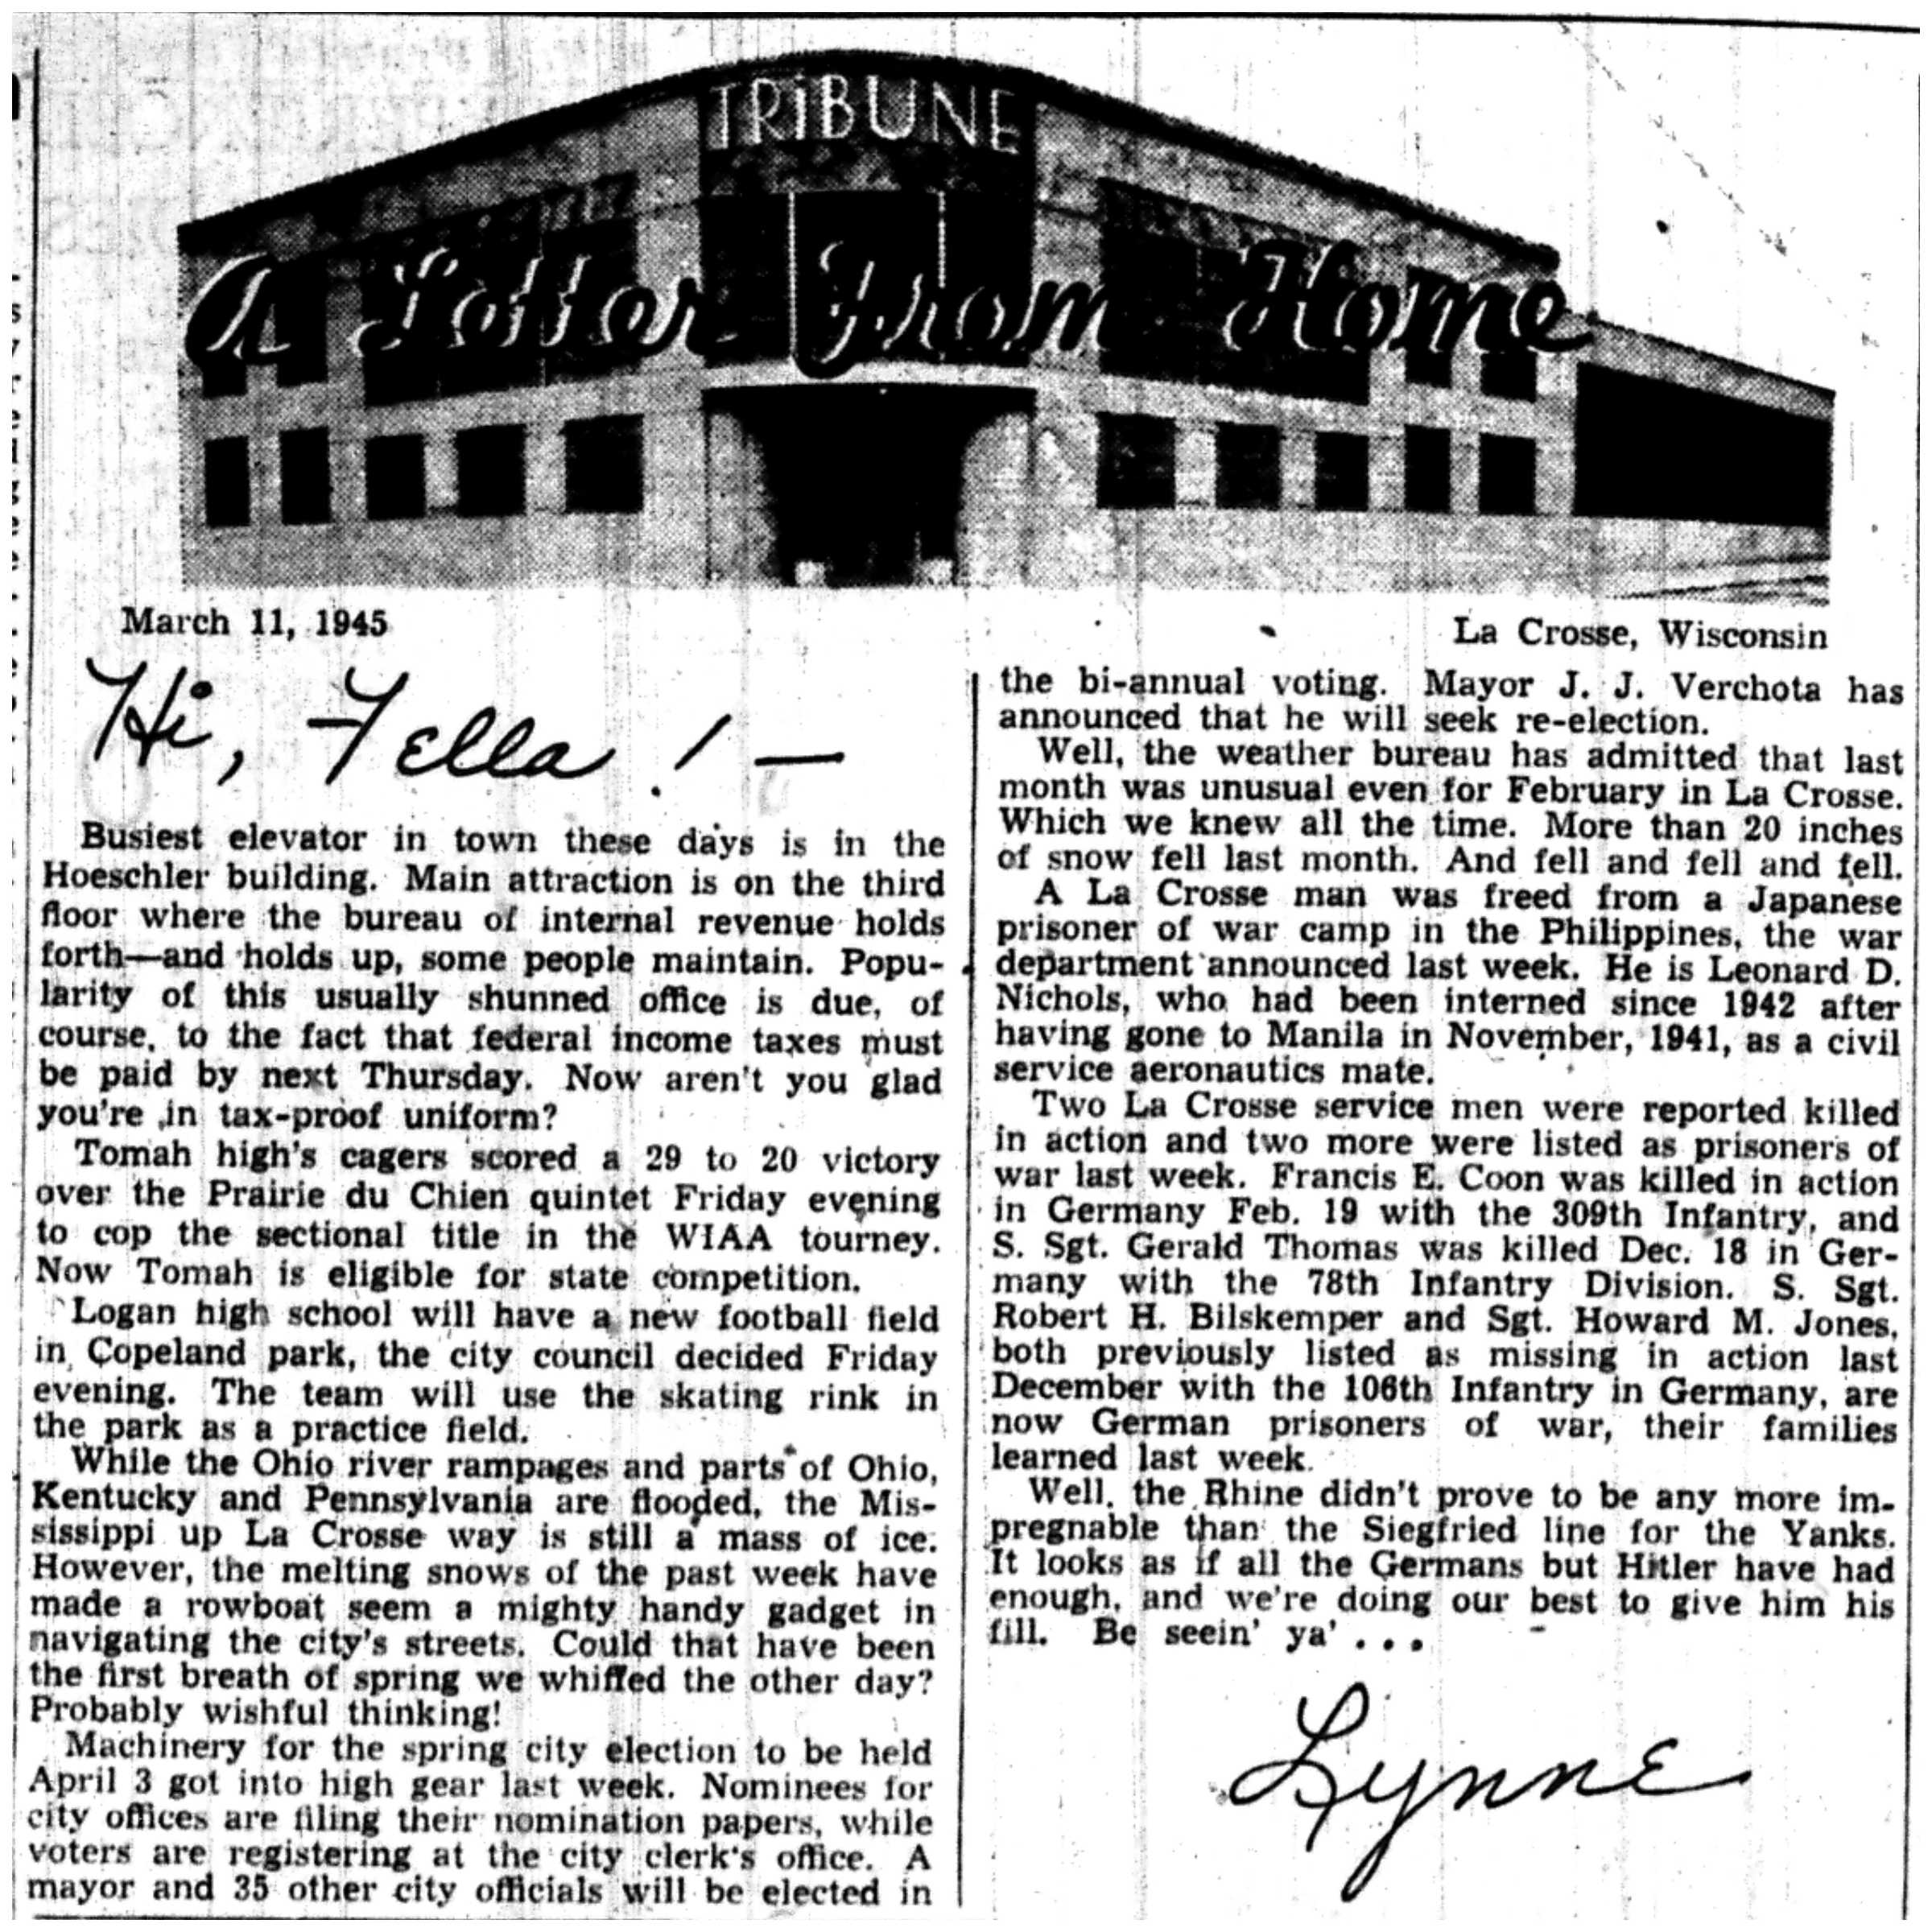 TRIBUNE
A Letter From Home
March 11, 1945
La Crosse, Wisconsin
Hi, Fella! —
Busiest elevator in town these days is in the
Hoeschler building. Main attraction is on the third
floor where the bureau of internal revenue holds
forth—and holds up, some people maintain. Popu-
larity of this usually shunned office is due, of
course, to the fact that federal income taxes must
be paid by next Thursday. Now aren't you glad
you're in tax-proof uniform?
Tomah high's cagers scored a 29 to 20 victory
over the Prairie du Chien quintet Friday evening
to cop the sectional title in the WIAA tourney.
Now Tomah is eligible for state competition.
Logan high school will have a new football field
in Copeland park, the city council decided Friday
evening. The team will use the skating rink in
the park as a practice field.
While the Ohio river rampages and parts of Ohio,
Kentucky and Pennsylvania are flooded, the Mis-
sissippi up La Crosse way is still a mass of ice.
However, the melting snows of the past week have
made a rowboat seem a mighty handy gadget in
navigating the city's streets. Could that have been
the first breath of spring we whiffed the other day?
Probably wishful thinking!
Machinery for the spring city election to be held
April 3 got into high gear last week. Nominees for
city offices are filing their nomination papers, while
voters are registering at the city clerk's office. A
mayor and 35 other city officials will be elected in
the bi-annual voting. Mayor J. J. Verchota has
announced that he will seek re-election.
Well, the weather bureau has admitted that last
month was unusual even for February in La Crosse.
Which we knew all the time. More than 20 inches
of snow fell last month. And fell and fell and fell.
A La Crosse man was freed from a Japanese
prisoner of war camp in the Philippines, the war
department announced last week. He is Leonard D.
Nichols, who had been interned since 1942 after
having gone to Manila in November, 1941, as a civil
service aeronautics mate.
Two La Crosse service men were reported killed
in action and two more were listed as prisoners of
war last week. Francis E. Coon was killed in action
in Germany Feb. 19 with the 309th Infantry, and
S. Sgt. Gerald Thomas was killed Dec. 18 in Ger-
many with the 78th Infantry Division. S. Sgt.
Robert H. Bilskemper and Sgt. Howard M. Jones,
both previously listed as missing in action last
December with the 106th Infantry in Germany, are
now German prisoners of war, their families
learned last week.
Well, the Rhine didn't prove to be any more im-
pregnable than the Siegfried line for the Yanks.
It looks as if all the Germans but Hitler have had
enough, and we're doing our best to give him his
fill. Be seein' ya' . . .
Lynne